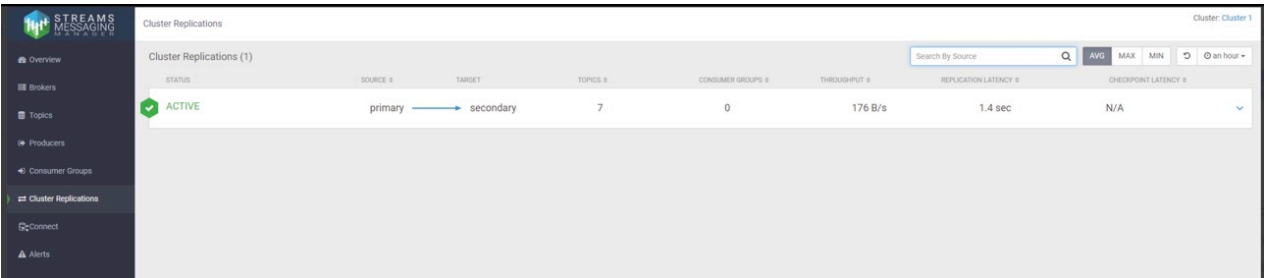 STREAMS
MESSAGING
MANAGER
Cluster Replications
Cluster: Cluster 1
Overview
Brokers
Topics
Producers
Consumer Groups
Cluster Replications
Connect
Alerts
Cluster Replications (1)
Search By Source
AVG MAX MIN an hour
STATUS SOURCE TARGET TOPICS CONSUMER GROUPS THROUGHPUT REPLICATION LATENCY CHECKPOINT LATENCY
ACTIVE primary secondary 7 0 176 B/s 1.4 sec N/A